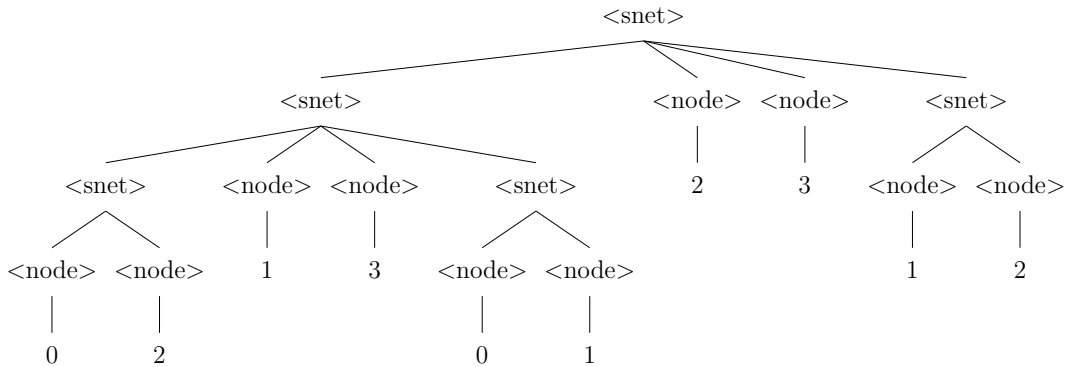 <snet>
<snet> <node> <node> <snet>
<snet> <node> <node> <snet> 2 3 <node> <node>
<node> <node> 1 3 <node> <node> 1 2
0 2 0 1